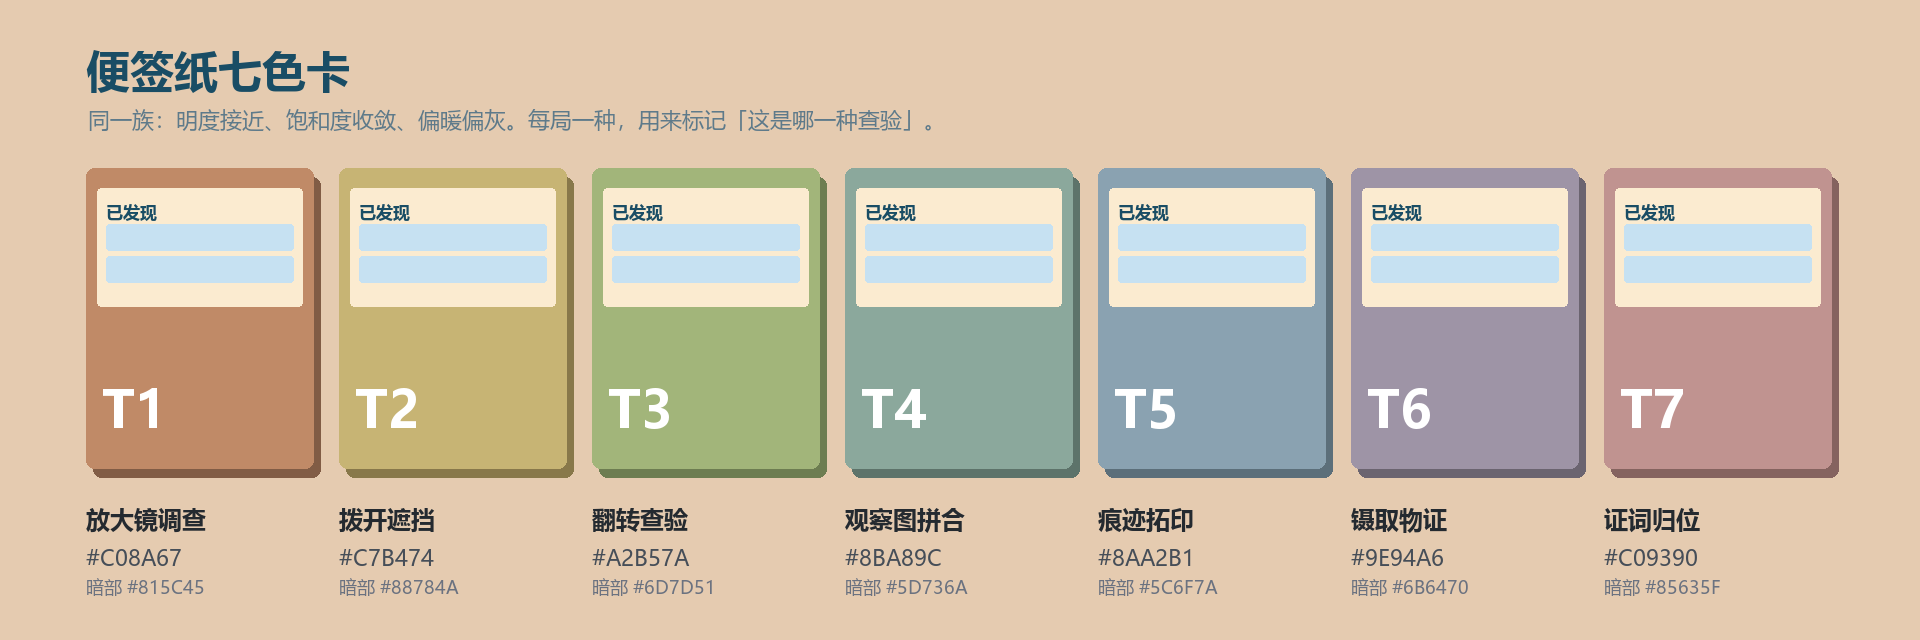 便签纸七色卡
同一族：明度接近、饱和度收敛、偏暖偏灰。每局一种，用来标记「这是哪一种查验」。
已发现
T1
放大镜调查
#C08A67
暗部 #815C45
已发现
T2
拨开遮挡
#C7B474
暗部 #88784A
已发现
T3
翻转查验
#A2B57A
暗部 #6D7D51
已发现
T4
观察图拼合
#8BA89C
暗部 #5D736A
已发现
T5
痕迹拓印
#8AA2B1
暗部 #5C6F7A
已发现
T6
镊取物证
#9E94A6
暗部 #6B6470
已发现
T7
证词归位
#C09390
暗部 #85635F